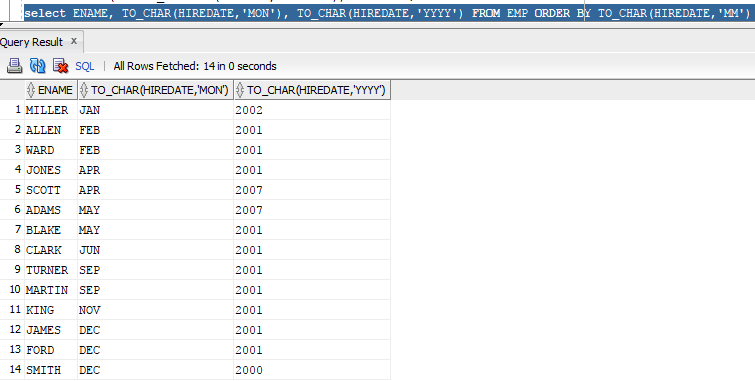 select ENAME, TO_CHAR(HIREDATE,'MON'), TO_CHAR(HIREDATE,'YYYY') FROM EMP ORDER BY TO_CHAR(HIREDATE,'MM')
Query Result x
SQL | All Rows Fetched: 14 in 0 seconds
ENAME TO_CHAR(HIREDATE,'MON') TO_CHAR(HIREDATE,'YYYY')
1 MILLER JAN 2002
2 ALLEN FEB 2001
3 WARD FEB 2001
4 JONES APR 2001
5 SCOTT APR 2007
6 ADAMS MAY 2007
7 BLAKE MAY 2001
8 CLARK JUN 2001
9 TURNER SEP 2001
10 MARTIN SEP 2001
11 KING NOV 2001
12 JAMES DEC 2001
13 FORD DEC 2001
14 SMITH DEC 2000